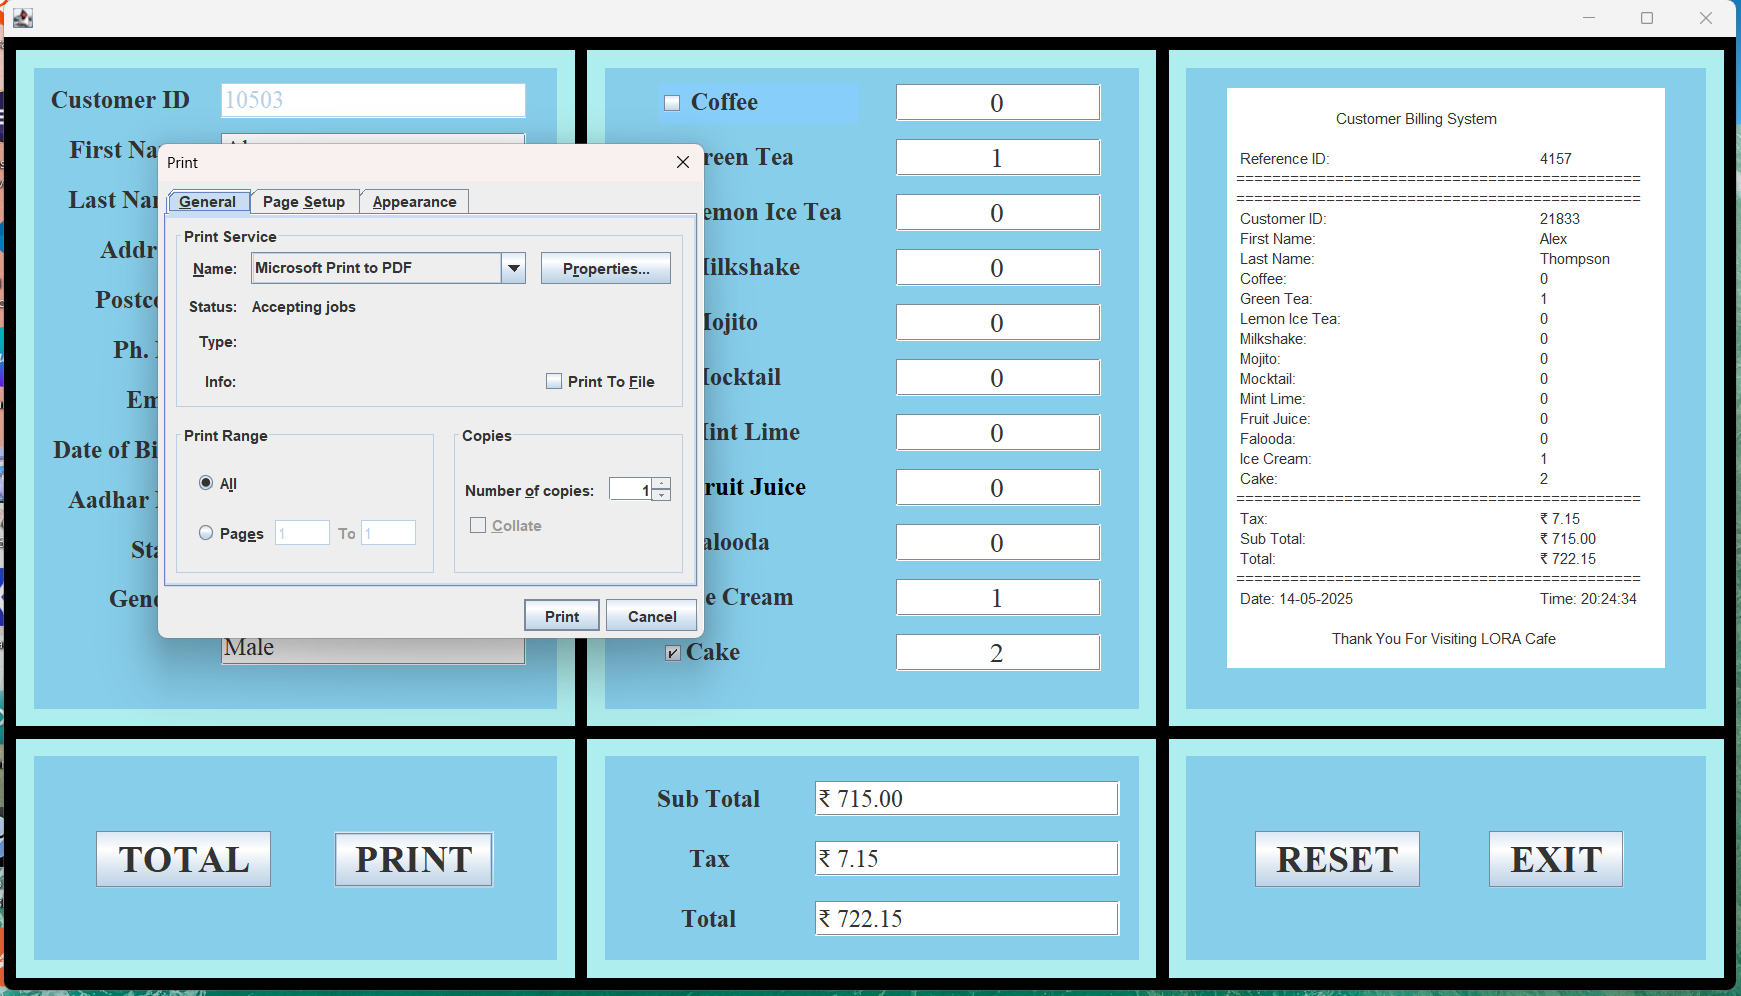 Customer ID 10503
First Na
Last Nar
Addr
Postco
Ph.
Em
Date of Bi
Aadhar
Sta
Gend
Male
Print
General Page Setup Appearance
Print Service
Name: Microsoft Print to PDF Properties...
Status: Accepting jobs
Type:
Info: Print To File
Print Range
All
Pages 1 To 1
Copies
Number of copies: 1
Collate
Print Cancel
Coffee 0
reen Tea 1
emon Ice Tea 0
ilkshake 0
ojito 0
ocktail 0
int Lime 0
ruit Juice 0
alooda 0
e Cream 1
Cake 2
Customer Billing System
Reference ID: 4157
=============================================
=============================================
Customer ID: 21833
First Name: Alex
Last Name: Thompson
Coffee: 0
Green Tea: 1
Lemon Ice Tea: 0
Milkshake: 0
Mojito: 0
Mocktail: 0
Mint Lime: 0
Fruit Juice: 0
Falooda: 0
Ice Cream: 1
Cake: 2
=============================================
Tax: ₹ 7.15
Sub Total: ₹ 715.00
Total: ₹ 722.15
=============================================
Date: 14-05-2025 Time: 20:24:34
Thank You For Visiting LORA Cafe
TOTAL PRINT
Sub Total ₹ 715.00
Tax ₹ 7.15
Total ₹ 722.15
RESET EXIT